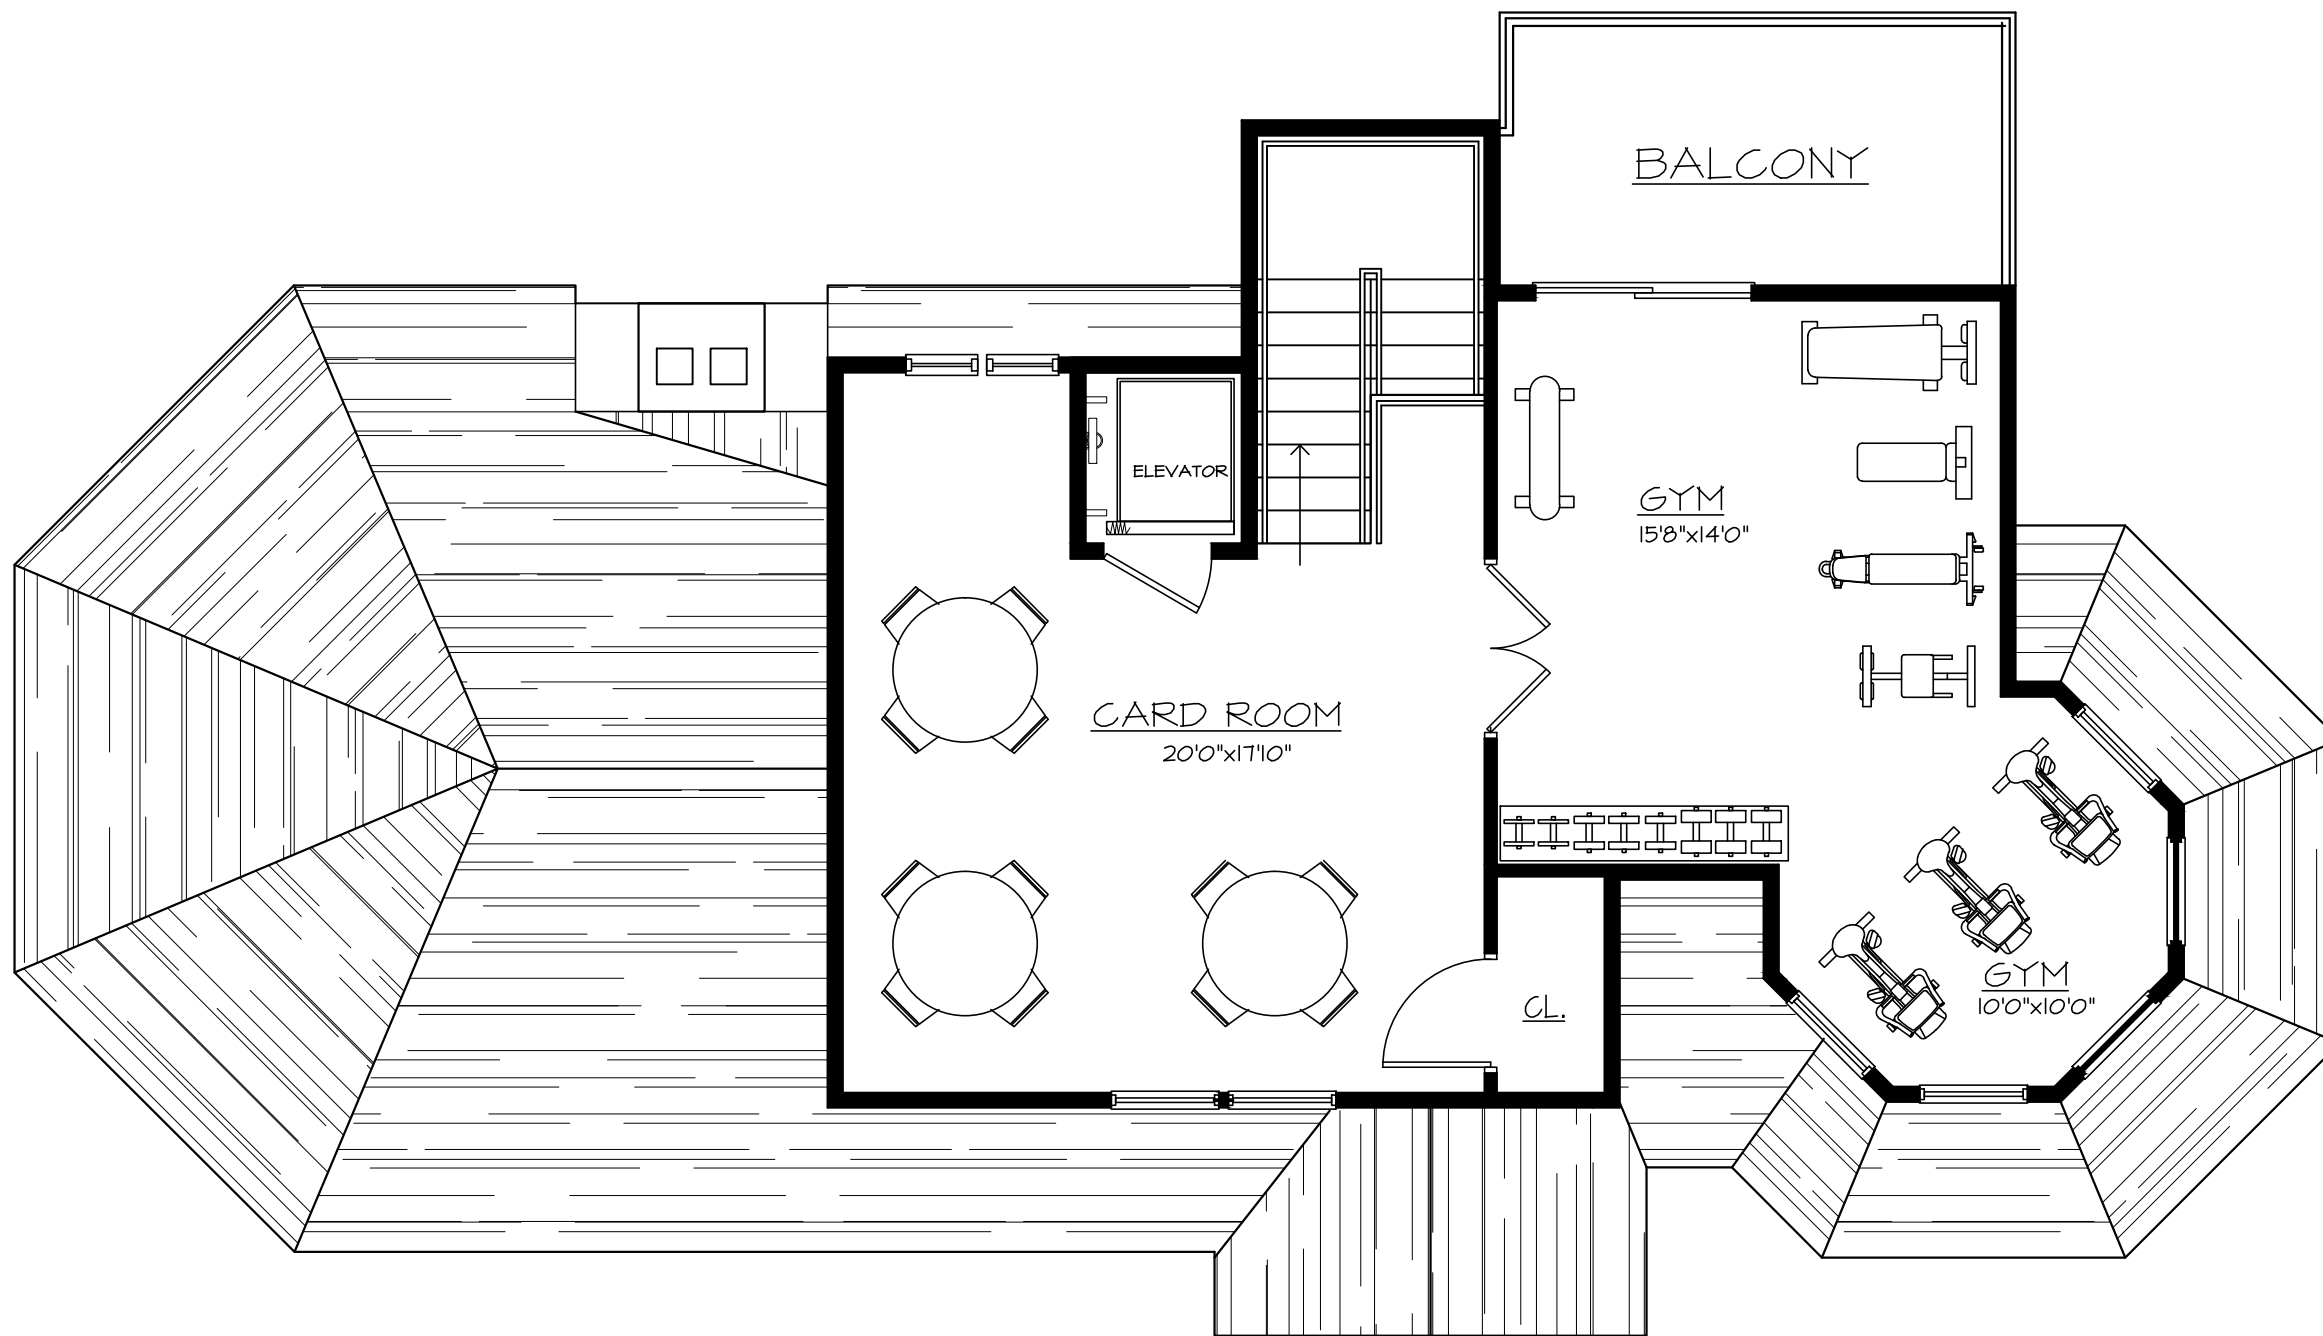 BALCONY
ELEVATOR
GYM
15'8"x14'0"
CARD ROOM
20'0"x17'10"
GYM
10'0"x10'0"
CL.